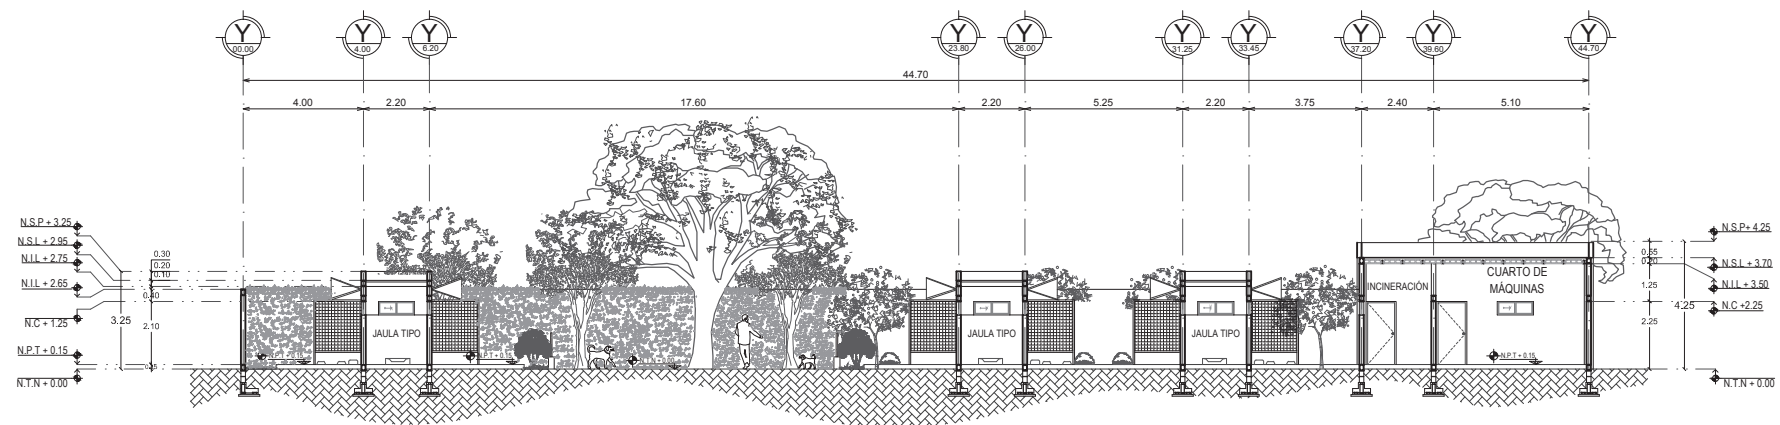 Y Y Y Y Y Y Y Y Y Y
00.00 4.00 6.20 23.80 26.00 31.25 33.45 37.20 39.60 44.70
44.70
4.00 2.20 17.60 2.20 5.25 2.20 3.75 2.40 5.10
N.S.P + 3.25
N.S.L + 2.95
N.I.L + 2.75
N.I.L + 2.65
N.C + 1.25
N.P.T + 0.15
N.T.N + 0.00
0.30
0.20
0.10
0.40
3.25
2.10
JAULA TIPO
JAULA TIPO
JAULA TIPO
INCINERACIÓN
CUARTO DE
MÁQUINAS
N.P.T + 0.15
N.P.T + 0.15
N.P.T + 0.15
0.55
0.20
1.25
4.25
2.25
N.S.P+ 4.25
N.S.L + 3.70
N.I.L + 3.50
N.C +2.25
N.T.N + 0.00